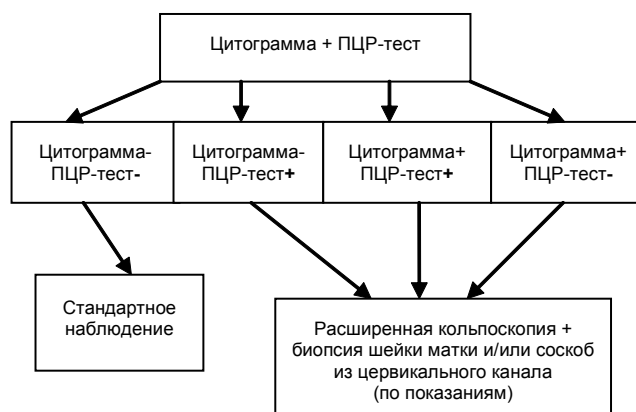 Цитограмма + ПЦР-тест
Цитограмма-
ПЦР-тест-
Цитограмма-
ПЦР-тест+
Цитограмма+
ПЦР-тест+
Цитограмма+
ПЦР-тест-
Стандартное
наблюдение
Расширенная кольпоскопия +
биопсия шейки матки и/или соскоб
из цервикального канала
(по показаниям)